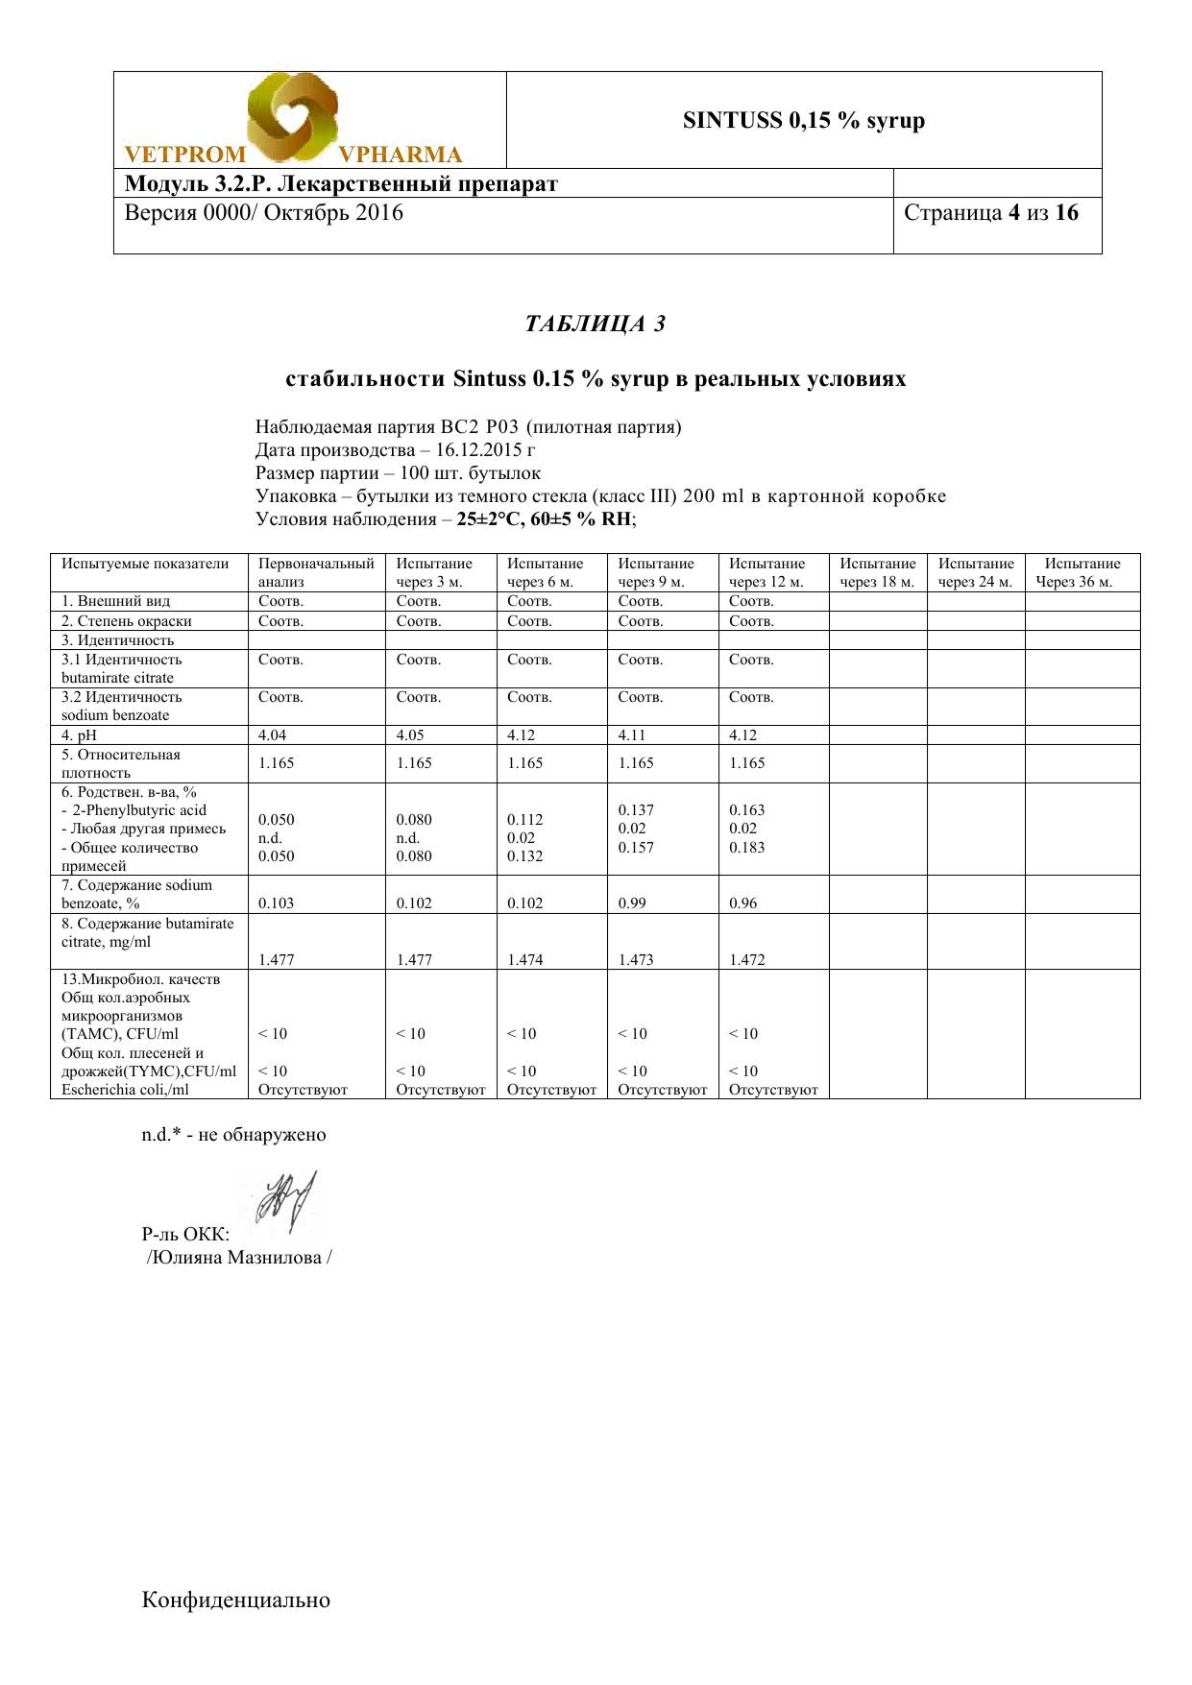 VETPROM VPHARMA
SINTUSS 0,15 % syrup
Модуль 3.2.P. Лекарственный препарат
Версия 0000/ Октябрь 2016
Страница 4 из 16
ТАБЛИЦА 3
стабильности Sintuss 0.15 % syrup в реальных условиях
Наблюдаемая партия BC2 P03 (пилотная партия)
Дата производства – 16.12.2015 г
Размер партии – 100 шт. бутылок
Упаковка – бутылки из темного стекла (класс III) 200 ml в картонной коробке
Условия наблюдения – 25±2°C, 60±5 % RH;
Испытуемые показатели Первоначальный Испытание Испытание Испытание Испытание Испытание Испытание Испытание
анализ через 3 м. через 6 м. через 9 м. через 12 м. через 18 м. через 24 м. Через 36 м.
1. Внешний вид Соотв. Соотв. Соотв. Соотв. Соотв.
2. Степень окраски Соотв. Соотв. Соотв. Соотв. Соотв.
3. Идентичность
3.1 Идентичность Соотв. Соотв. Соотв. Соотв. Соотв.
butamirate citrate
3.2 Идентичность Соотв. Соотв. Соотв. Соотв. Соотв.
sodium benzoate
4. pH 4.04 4.05 4.12 4.11 4.12
5. Относительная
плотность 1.165 1.165 1.165 1.165 1.165
6. Родствен. в-ва, %
- 2-Phenylbutyric acid 0.050 0.080 0.112 0.137 0.163
- Любая другая примесь n.d. n.d. 0.02 0.02 0.02
- Общее количество 0.050 0.080 0.132 0.157 0.183
примесей
7. Содержание sodium
benzoate, % 0.103 0.102 0.102 0.99 0.96
8. Содержание butamirate
citrate, mg/ml
1.477 1.477 1.474 1.473 1.472
13.Микробиол. качеств
Общ кол.аэробных
микроорганизмов
(TAMC), CFU/ml < 10 < 10 < 10 < 10 < 10
Общ кол. плесеней и
дрожжей(TYMC),CFU/ml < 10 < 10 < 10 < 10 < 10
Escherichia coli,/ml Отсутствуют Отсутствуют Отсутствуют Отсутствуют Отсутствуют
n.d.* - не обнаружено
Р-ль ОКК:
/Юлияна Мазнилова /
Конфиденциально